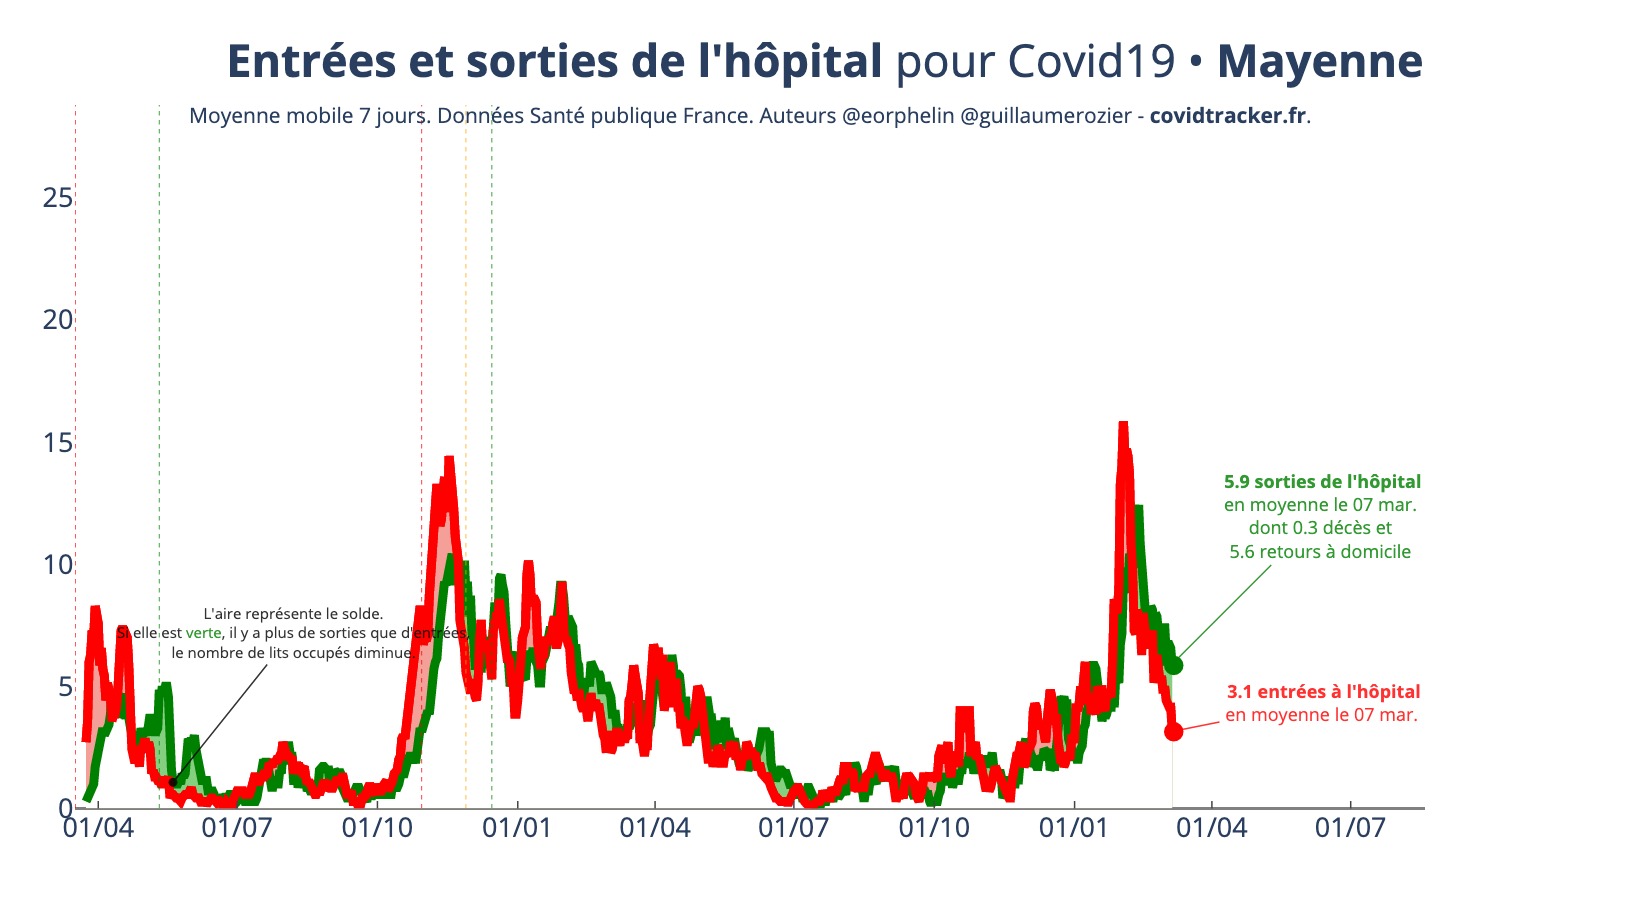 Entrées et sorties de l'hôpital pour Covid19 • Mayenne
Moyenne mobile 7 jours. Données Santé publique France. Auteurs @eorphelin @guillaumerozier - covidtracker.fr.
25
20
15
10
5
0
5.9 sorties de l'hôpital
en moyenne le 07 mar.
dont 0.3 décès et
5.6 retours à domicile
L'aire représente le solde.
Si elle est verte, il y a plus de sorties que d'entrées,
le nombre de lits occupés diminue.
3.1 entrées à l'hôpital
en moyenne le 07 mar.
01/04 01/07 01/10 01/01 01/04 01/07 01/10 01/01 01/04 01/07